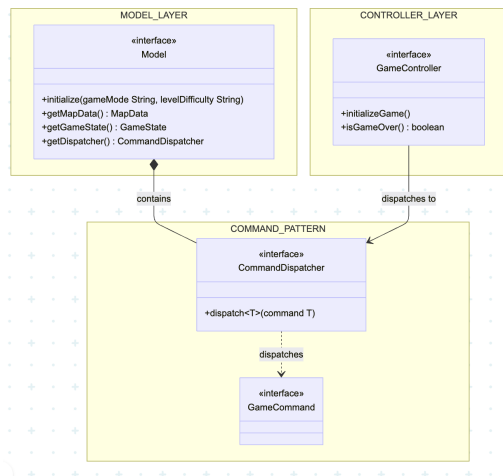 MODEL_LAYER
«interface»
Model
+initialize(gameMode String, levelDifficulty String)
+getMapData() : MapData
+getGameState() : GameState
+getDispatcher() : CommandDispatcher
CONTROLLER_LAYER
«interface»
GameController
+initializeGame()
+isGameOver() : boolean
contains
dispatches to
COMMAND_PATTERN
«interface»
CommandDispatcher
+dispatch<T>(command T)
dispatches
«interface»
GameCommand